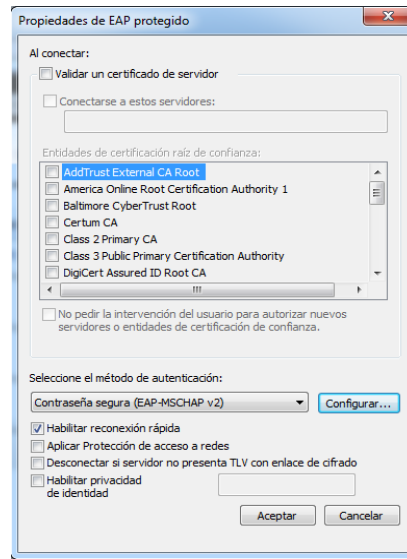 Propiedades de EAP protegido
Al conectar:
Validar un certificado de servidor
Conectarse a estos servidores:
Entidades de certificación raíz de confianza:
AddTrust External CA Root
America Online Root Certification Authority 1
Baltimore CyberTrust Root
Certum CA
Class 2 Primary CA
Class 3 Public Primary Certification Authority
DigiCert Assured ID Root CA
No pedir la intervención del usuario para autorizar nuevos
servidores o entidades de certificación de confianza.
Seleccione el método de autenticación:
Contraseña segura (EAP-MSCHAP v2)
Configurar...
Habilitar reconexión rápida
Aplicar Protección de acceso a redes
Desconectar si servidor no presenta TLV con enlace de cifrado
Habilitar privacidad
de identidad
Aceptar
Cancelar